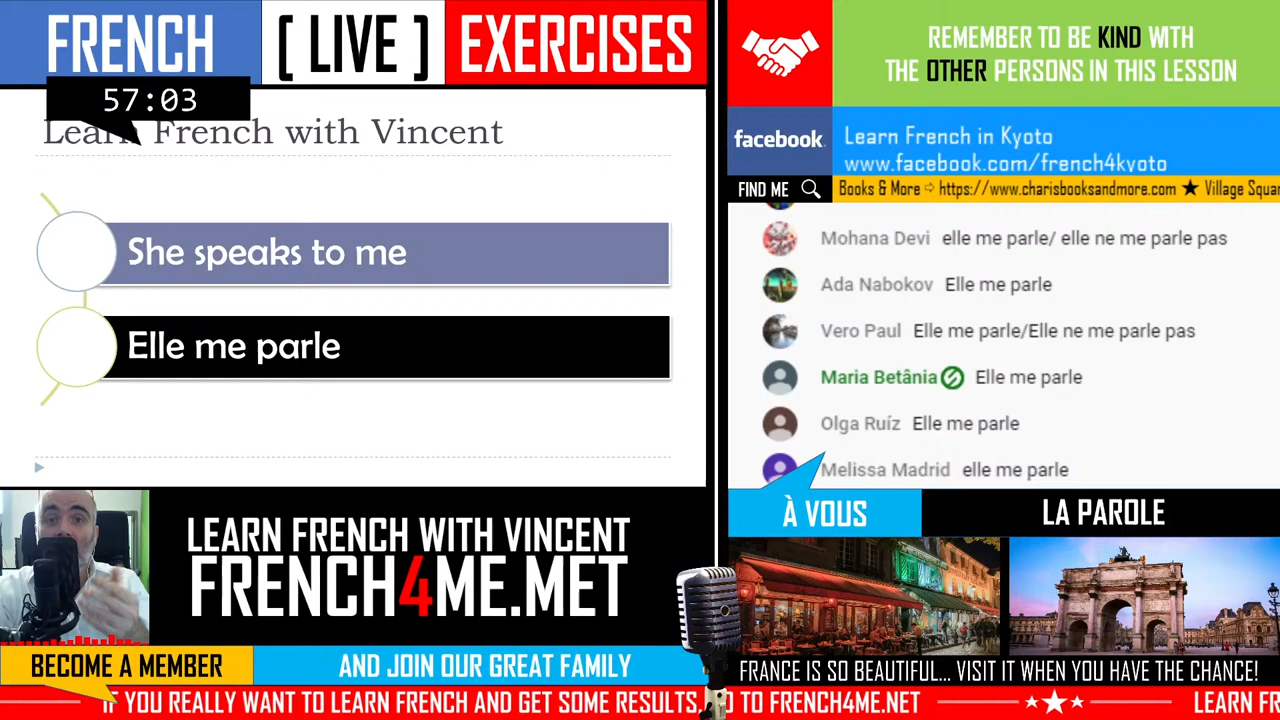 FRENCH [ LIVE ] EXERCISES
57:03
Learn French with Vincent
She speaks to me
Elle me parle
LEARN FRENCH WITH VINCENT
FRENCH4ME.MET
BECOME A MEMBER
AND JOIN OUR GREAT FAMILY
REMEMBER TO BE KIND WITH
THE OTHER PERSONS IN THIS LESSON
facebook.
Learn French in Kyoto
www.facebook.com/french4kyoto
FIND ME
Books & More ⇨ https://www.charisbooksandmore.com ★ Village Squar
Mohana Devi elle me parle/ elle ne me parle pas
Ada Nabokov Elle me parle
Vero Paul Elle me parle/Elle ne me parle pas
Maria Betânia Elle me parle
Olga Ruíz Elle me parle
Melissa Madrid elle me parle
À VOUS
LA PAROLE
FRANCE IS SO BEAUTIFUL... VISIT IT WHEN YOU HAVE THE CHANCE!
IF YOU REALLY WANT TO LEARN FRENCH AND GET SOME RESULTS, TO FRENCH4ME.NET ★ LEARN FR